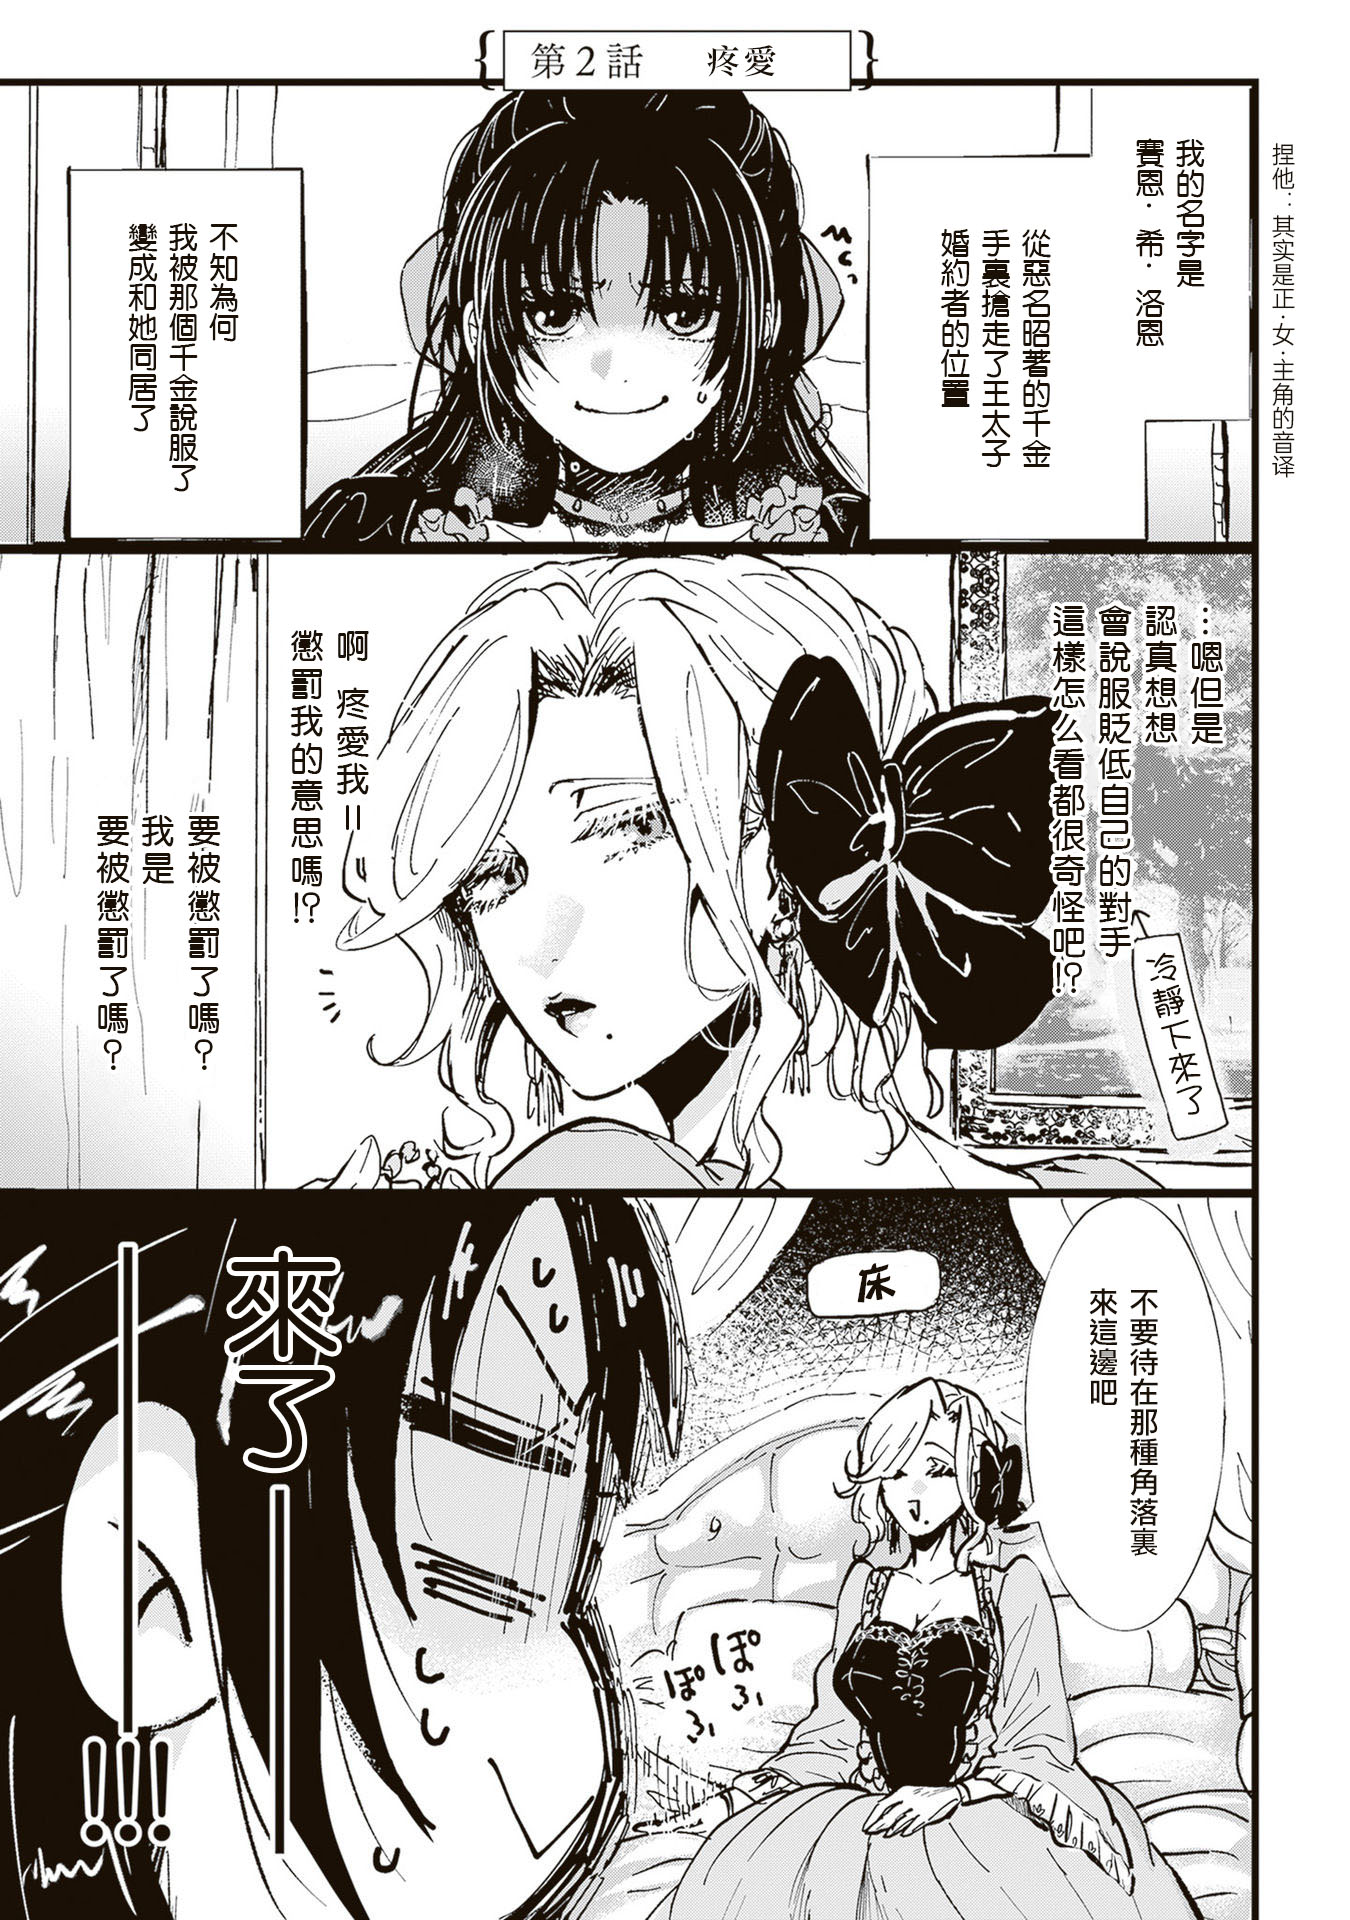 第2話 疼愛
捏他：其实是正·女·主角的音译
我的名字是
賽恩·希·洛恩
從惡名昭著的千金
手裏搶走了王太子
婚約者的位置
不知為何
我被那個千金說服了
變成和她同居了
…嗯但是
認真想想
會說服貶低自己的對手
這樣怎么看都很奇怪吧!?
冷靜下來了
啊 疼愛我=
懲罰我的意思嗎!?
要被懲罰了嗎?
我是
要被懲罰了嗎?
不要待在那種角落裏
來這邊吧
床
ぽふ
ぽふ
來了——
——!!!